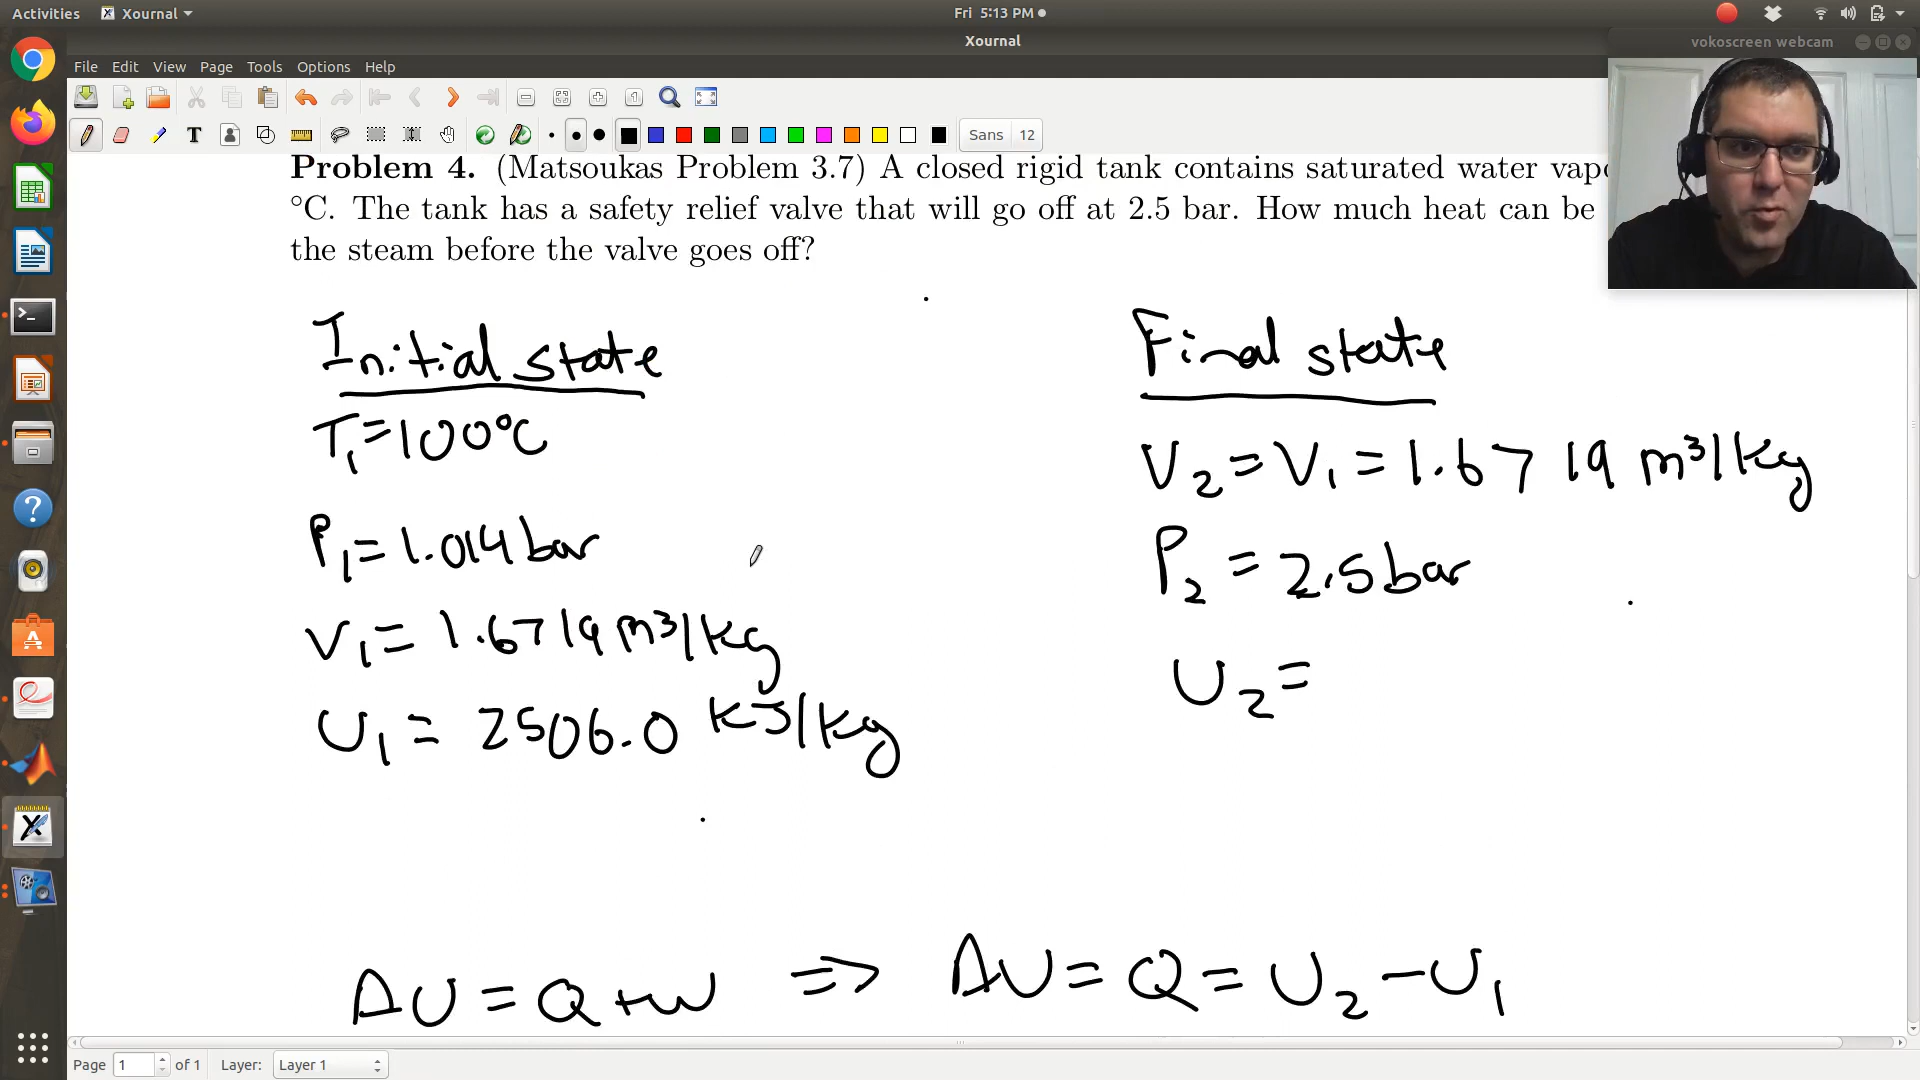 Activities Xournal Fri 5:13 PM
Xournal
vokoscreen webcam
File Edit View Page Tools Options Help
Sans 12
Problem 4. (Matsoukas Problem 3.7) A closed rigid tank contains saturated water vapo
°C. The tank has a safety relief valve that will go off at 2.5 bar. How much heat can be
the steam before the valve goes off?
Initial state
T₁=100°C
P₁=1.014 bar
V₁=1.6719 m³/kg
U₁= 2506.0 kJ/kg
Final state
V₂=V₁=1.6719 m³/kg
P₂ = 2.5 bar
U₂=
ΔU = Q+W => ΔU = Q = U₂ - U₁
Page 1 of 1 Layer: Layer 1